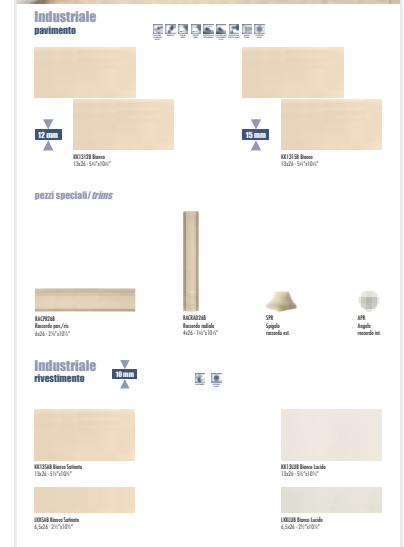 Industriale
pavimento
12 mm
15 mm
KK1312B Bianco
13x26 - 5⅛"x10¼"
KK1315B Bianco
13x26 - 5⅛"x10¼"
pezzi speciali/trims
RACPR26B
Raccordo pav./riv.
6x26 - 2½"x10¼"
RACRAD26B
Raccordo radiale
4x26 - 1½"x10¼"
SPR
Spigolo
raccordo est.
APR
Angolo
raccordo int.
Industriale
rivestimento
10 mm
KK13SAB Bianco Satinato
13x26 - 5⅛"x10¼"
KK13LUB Bianco Lucido
13x26 - 5⅛"x10¼"
LKKSAB Bianco Satinato
6,5x26 - 2½"x10¼"
LKKLUB Bianco Lucido
6,5x26 - 2½"x10¼"